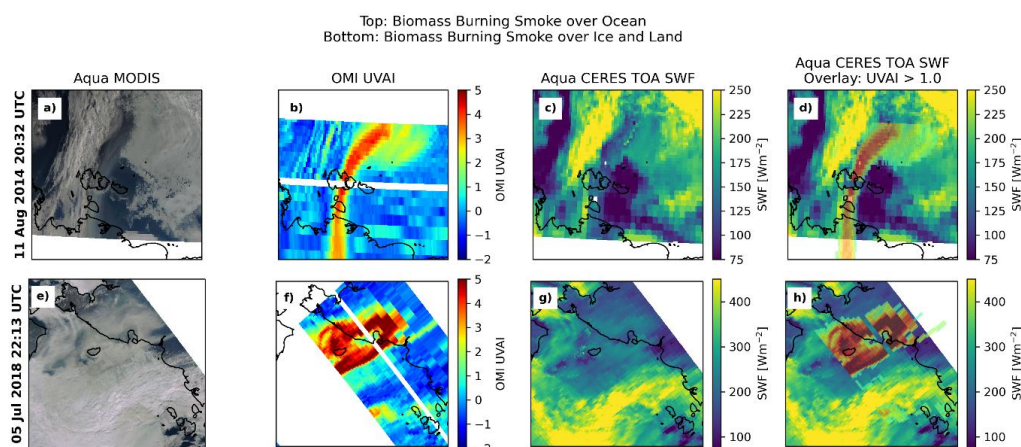 Top: Biomass Burning Smoke over Ocean
Bottom: Biomass Burning Smoke over Ice and Land
Aqua MODIS
OMI UVAI
Aqua CERES TOA SWF
Aqua CERES TOA SWF
Overlay: UVAI > 1.0
11 Aug 2014 20:32 UTC
a)
b)
5
4
3
2
1
0
−1
−2
OMI UVAI
c)
250
225
200
175
150
125
100
75
SWF [Wm⁻²]
d)
250
225
200
175
150
125
100
75
SWF [Wm⁻²]
05 Jul 2018 22:13 UTC
e)
f)
5
4
3
2
1
0
−1
−2
OMI UVAI
g)
400
300
200
100
SWF [Wm⁻²]
h)
400
300
200
100
SWF [Wm⁻²]